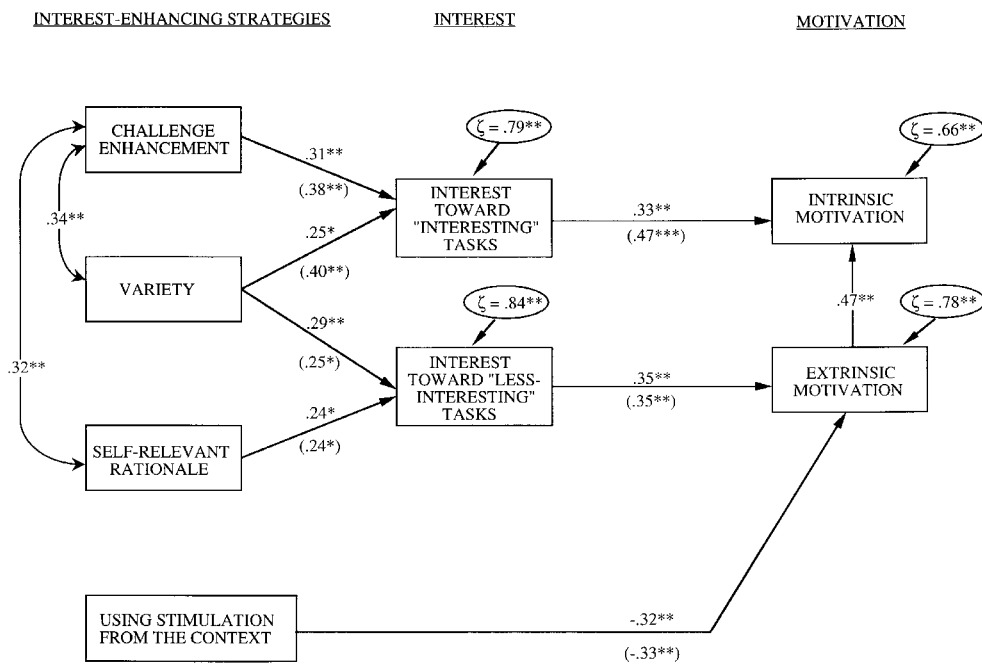 INTEREST-ENHANCING STRATEGIES
INTEREST
MOTIVATION
CHALLENGE
ENHANCEMENT
VARIETY
SELF-RELEVANT
RATIONALE
USING STIMULATION
FROM THE CONTEXT
.34**
.32**
.31**
(.38**)
.25*
(.40**)
.29**
(.25*)
.24*
(.24*)
ζ = .79**
INTEREST
TOWARD
"INTERESTING"
TASKS
ζ = .84**
INTEREST
TOWARD "LESS-
INTERESTING"
TASKS
.33**
(.47***)
.35**
(.35**)
-.32**
(-.33**)
ζ = .66**
INTRINSIC
MOTIVATION
.47**
ζ = .78**
EXTRINSIC
MOTIVATION